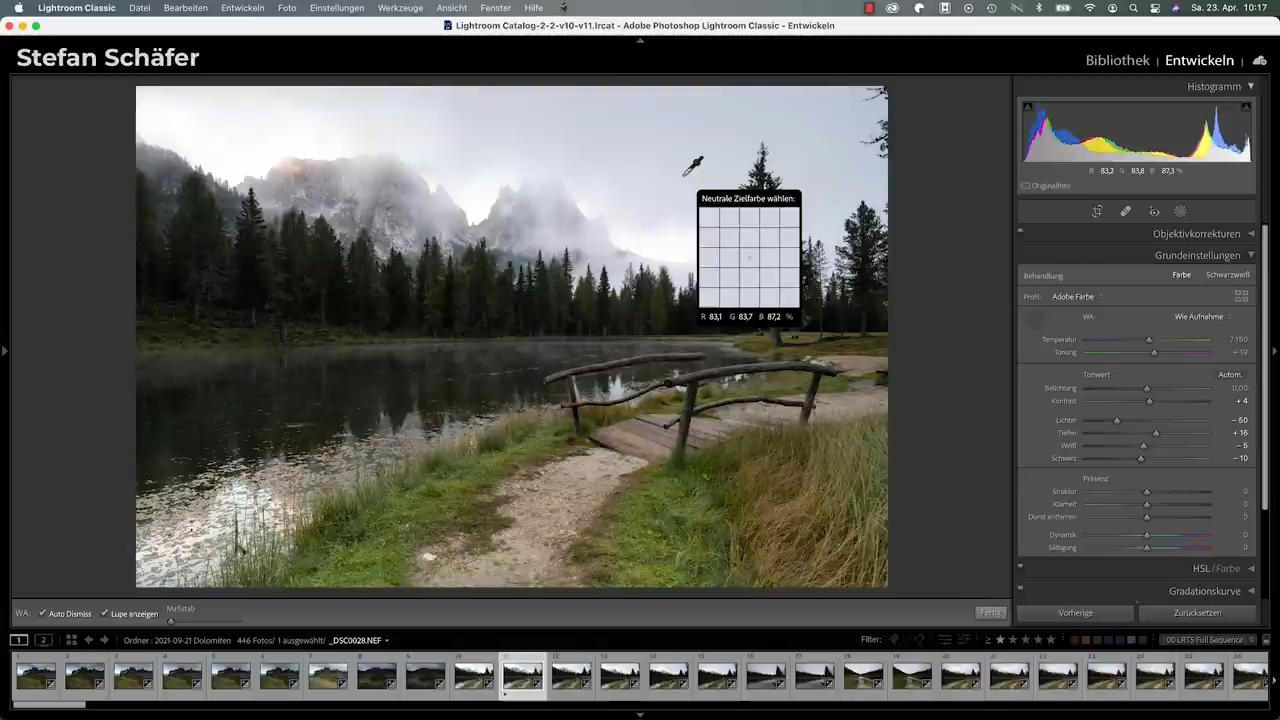 Lightroom Classic Datei Bearbeiten Entwickeln Foto Einstellungen Werkzeuge Ansicht Fenster Hilfe Sa. 23. Apr. 10:17
Lightroom Catalog-2-2-v10-v11.lrcat - Adobe Photoshop Lightroom Classic - Entwickeln
Stefan Schäfer
Bibliothek | Entwickeln |
Histogramm
R 83,2 G 83,8 B 87,3 %
Originalfoto
Neutrale Zielfarbe wählen:
R 83,1 G 83,7 B 87,2 %
Objektivkorrekturen
Grundeinstellungen
Behandlung Farbe Schwarzweiß
Profil: Adobe Farbe
WA: Wie Aufnahme
Temperatur 7.150
Tonung + 19
Tonwert Autom.
Belichtung 0,00
Kontrast + 4
Lichter − 50
Tiefen + 16
Weiß − 5
Schwarz − 10
Präsenz
Struktur 0
Klarheit 0
Dunst entfernen 0
Dynamik 0
Sättigung 0
HSL / Farbe
Gradationskurve
Vorherige Zurücksetzen
WA: Auto Dismiss Lupe anzeigen Maßstab Fertig
1 2 Ordner : 2021-09-21 Dolomiten 446 Fotos/ 1 ausgewählt/ _DSC0028.NEF Filter: 00 LRTS Full Sequence